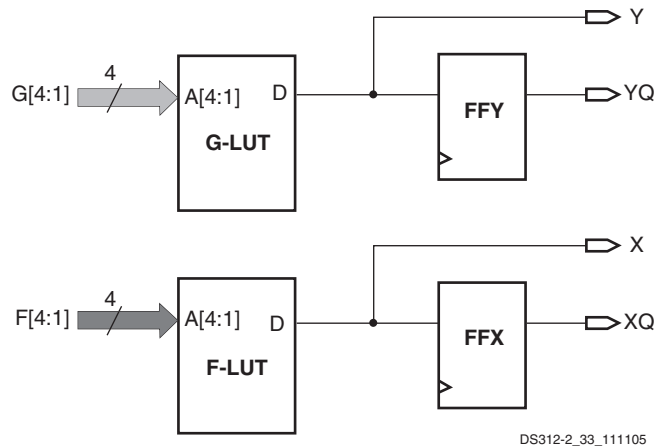 Y
4
G[4:1]
A[4:1]
D
YQ
FFY
G-LUT
X
4
F[4:1]
A[4:1]
D
XQ
FFX
F-LUT
DS312-2_33_111105